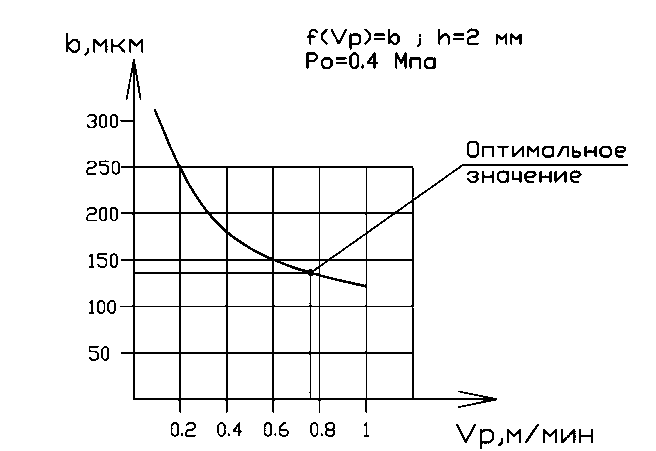 b,мкм
f(Vp)=b ; h=2 мм
Po=0.4 Мпа
300
250
200
150
100
50
Оптимальное
значение
0.2 0.4 0.6 0.8 1
Vp,м/мин